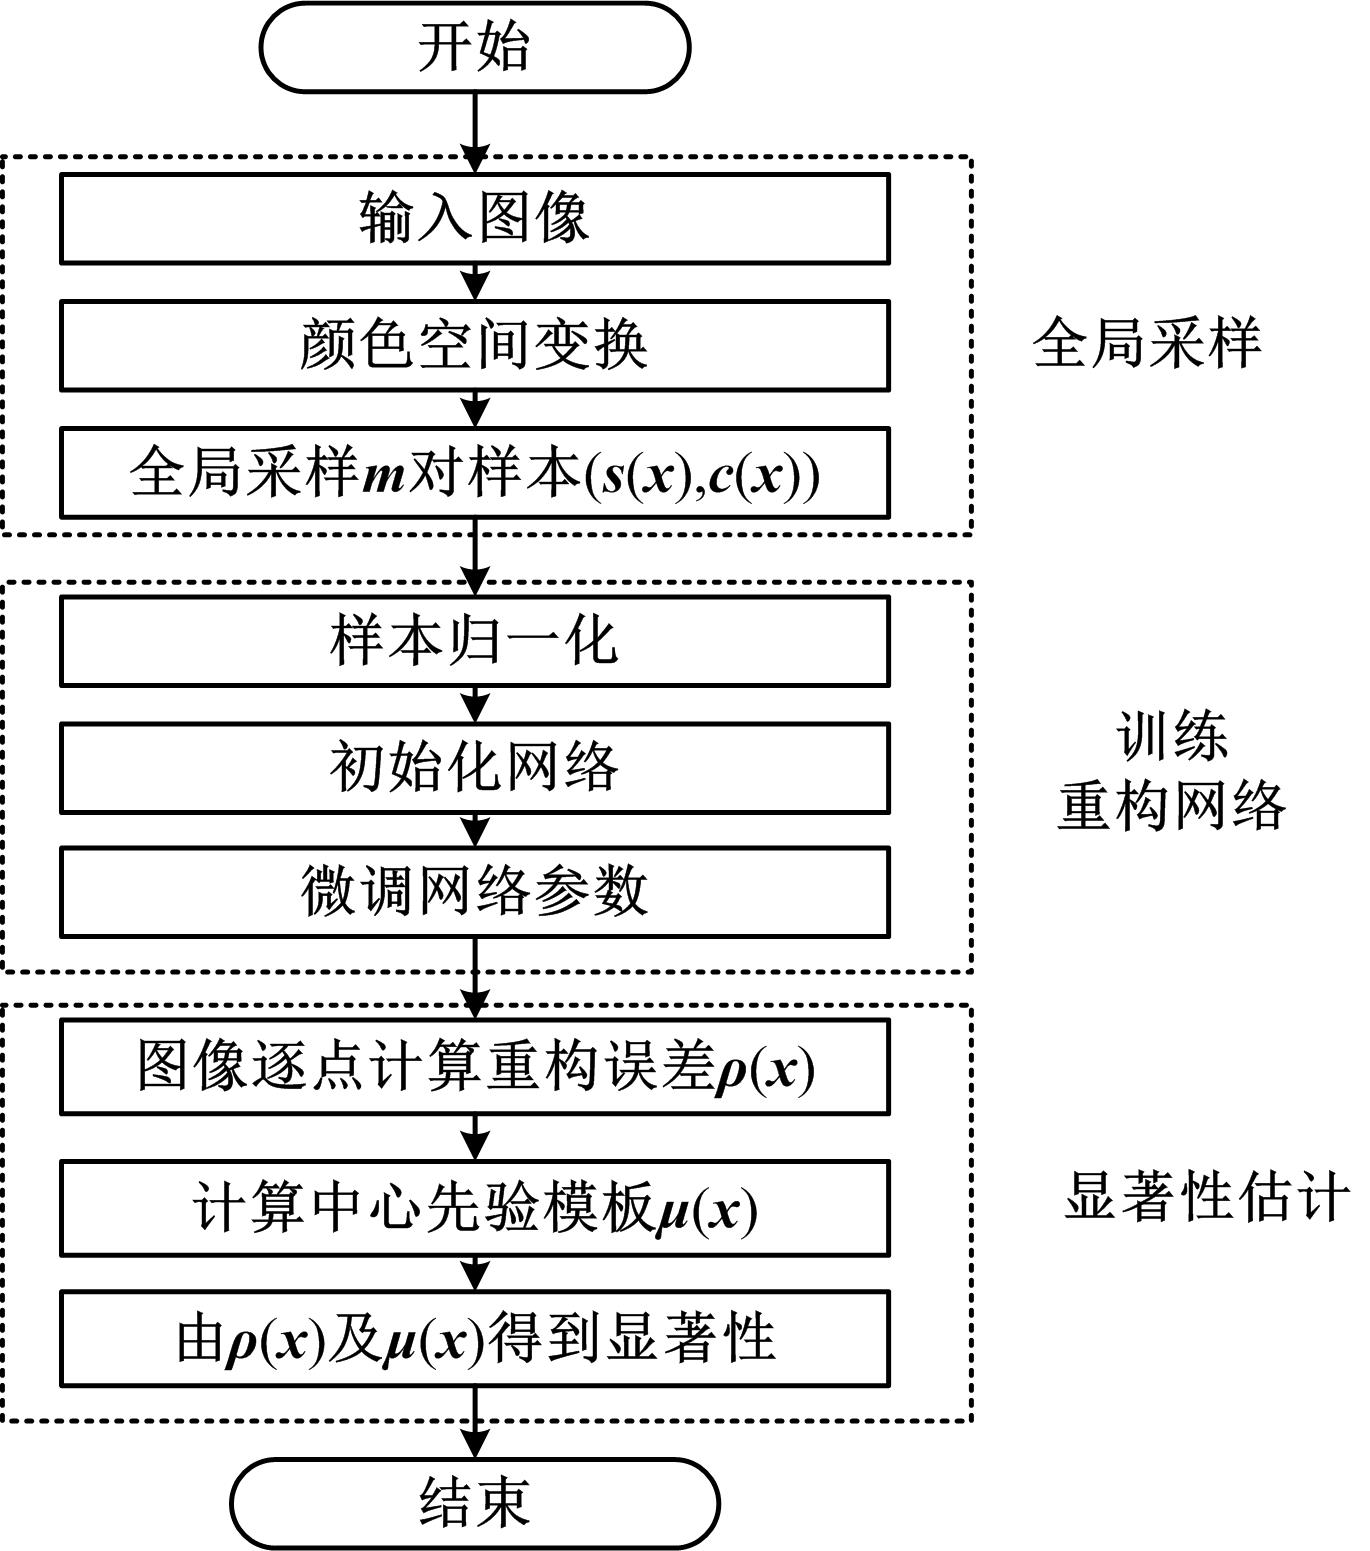 开始
输入图像
颜色空间变换
全局采样
全局采样m对样本(s(x),c(x))
样本归一化
初始化网络
训练
重构网络
微调网络参数
图像逐点计算重构误差ρ(x)
计算中心先验模板μ(x)
显著性估计
由ρ(x)及μ(x)得到显著性
结束